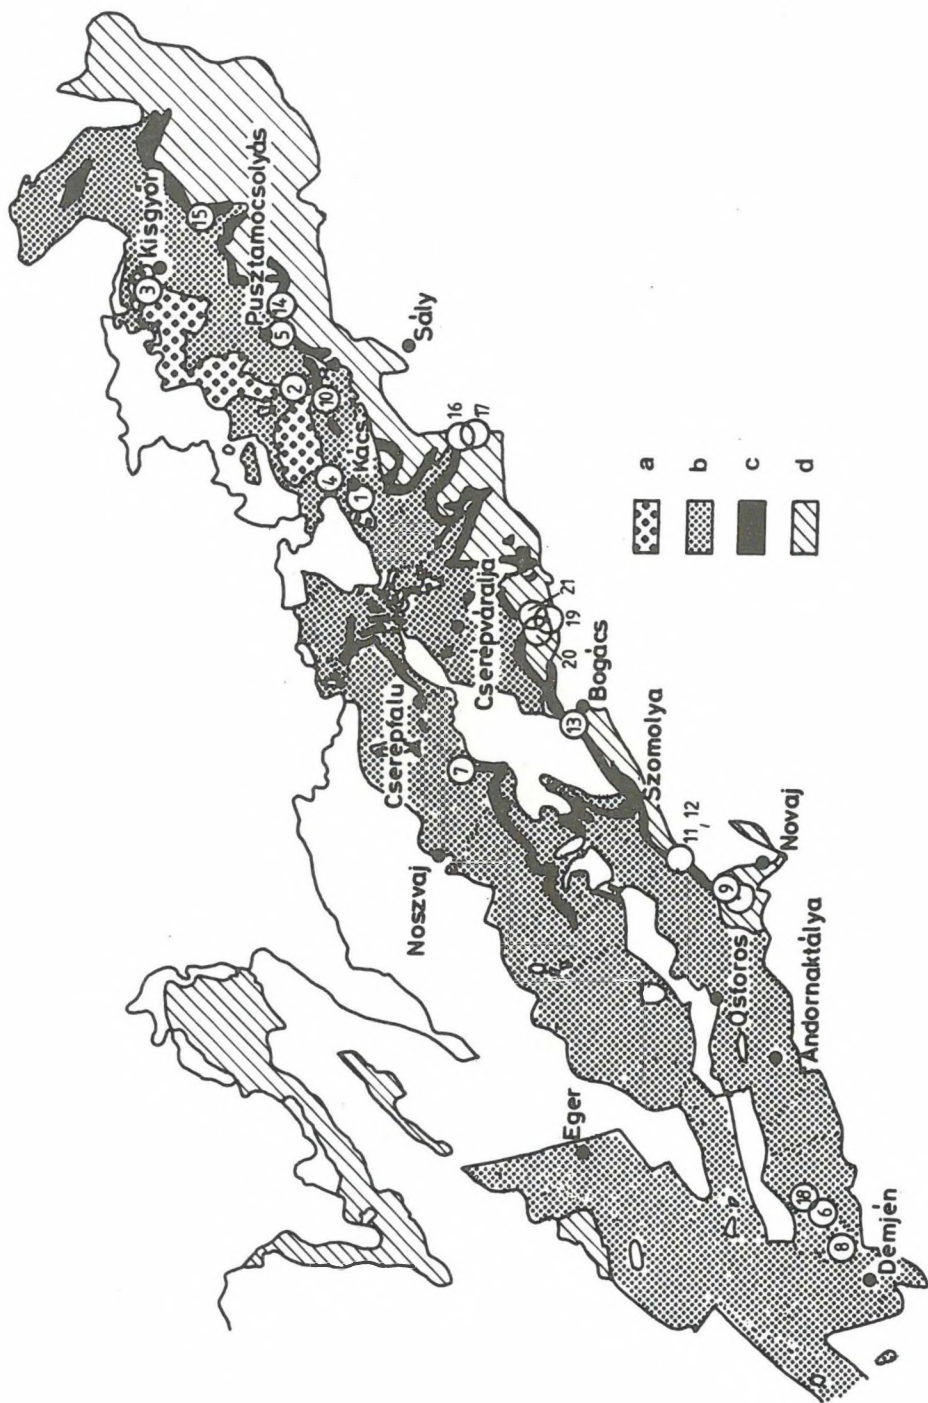 Kisgyőr
3
15
Pusztamocsolyás
14
5
2
10
Sály
Kács
4
1
16
17
Cserépváralja
21
19
20
Cserépfalu
Bogács
13
7
Szomolya
11, 12
Noszvaj
Novaj
9
Ostoros
Andornaktálya
Eger
18
6
8
Demjén
a
b
c
d